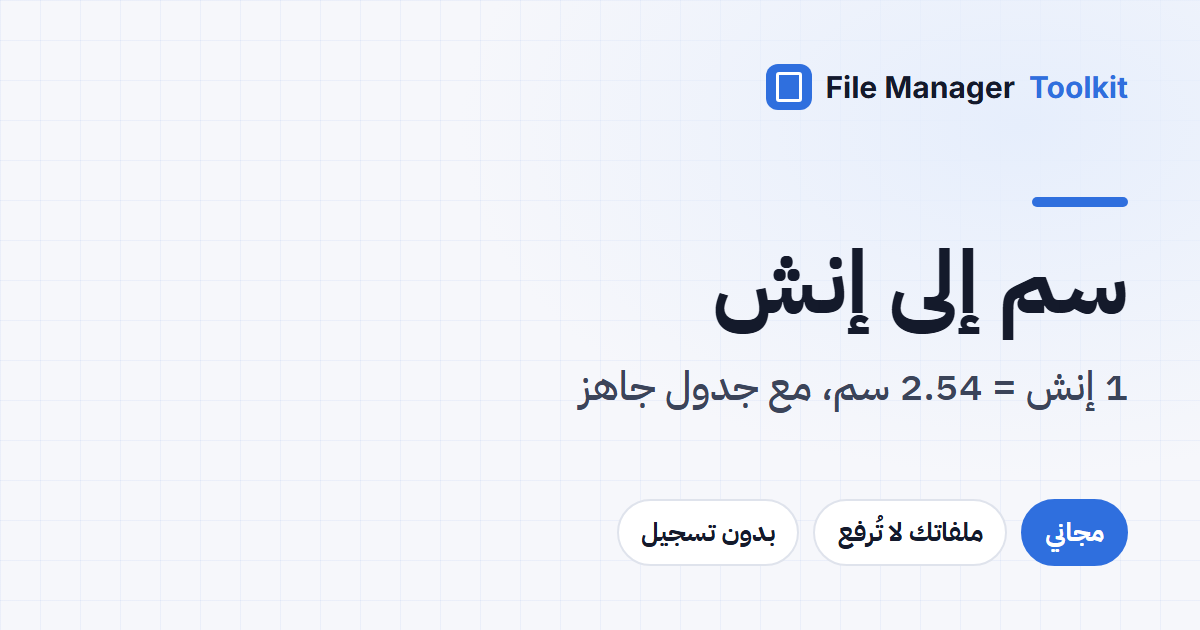 File Manager Toolkit
سم إلى إنش
1 إنش = 2.54 سم، مع جدول جاهز
مجاني
ملفاتك لا تُرفع
بدون تسجيل